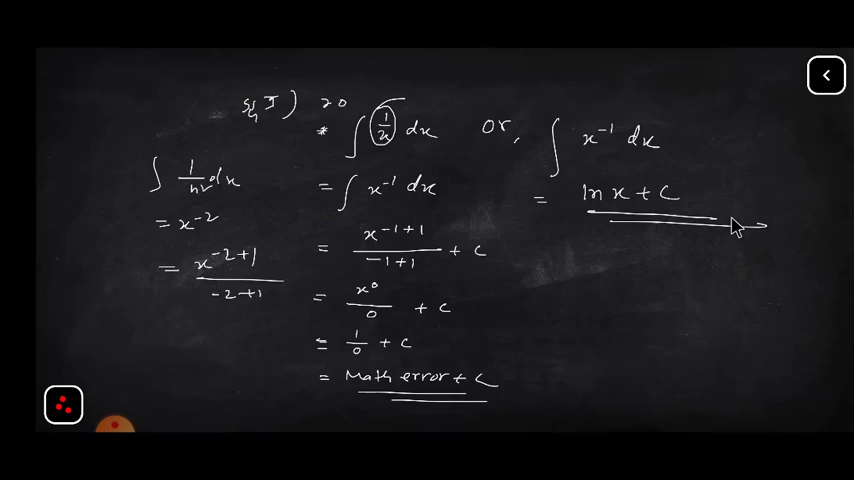 20
* ∫ 1/x dx or, ∫ x⁻¹ dx
= ∫ x⁻¹ dx = ln x + c
= x⁻¹⁺¹/−1+1 + c
= x⁰/0 + c
= 1/0 + c
= Math error + c
∫ 1/x² dx
= x⁻²
= x⁻²⁺¹/−2+1